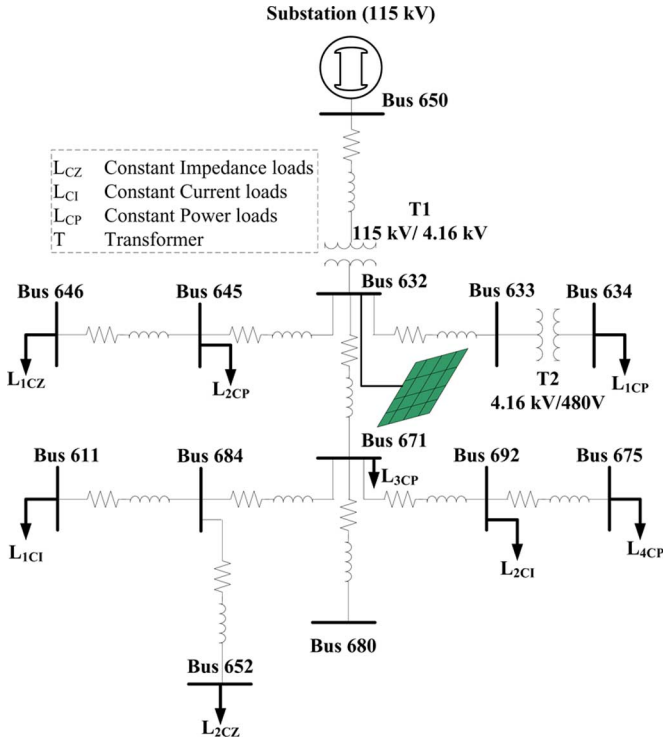 Substation (115 kV)
Bus 650
L_CZ Constant Impedance loads
L_CI Constant Current loads
L_CP Constant Power loads
T Transformer
T1
115 kV/ 4.16 kV
Bus 646
Bus 645
Bus 632
Bus 633
Bus 634
L_1CZ
L_2CP
T2
4.16 kV/480V
L_1CP
Bus 611
Bus 684
Bus 671
Bus 692
Bus 675
L_3CP
L_1CI
L_2CI
L_4CP
Bus 680
Bus 652
L_2CZ